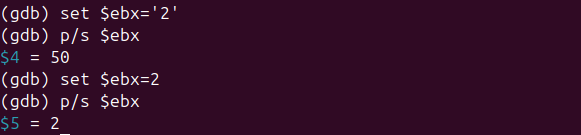 (gdb) set $ebx='2'
(gdb) p/s $ebx
$4 = 50
(gdb) set $ebx=2
(gdb) p/s $ebx
$5 = 2